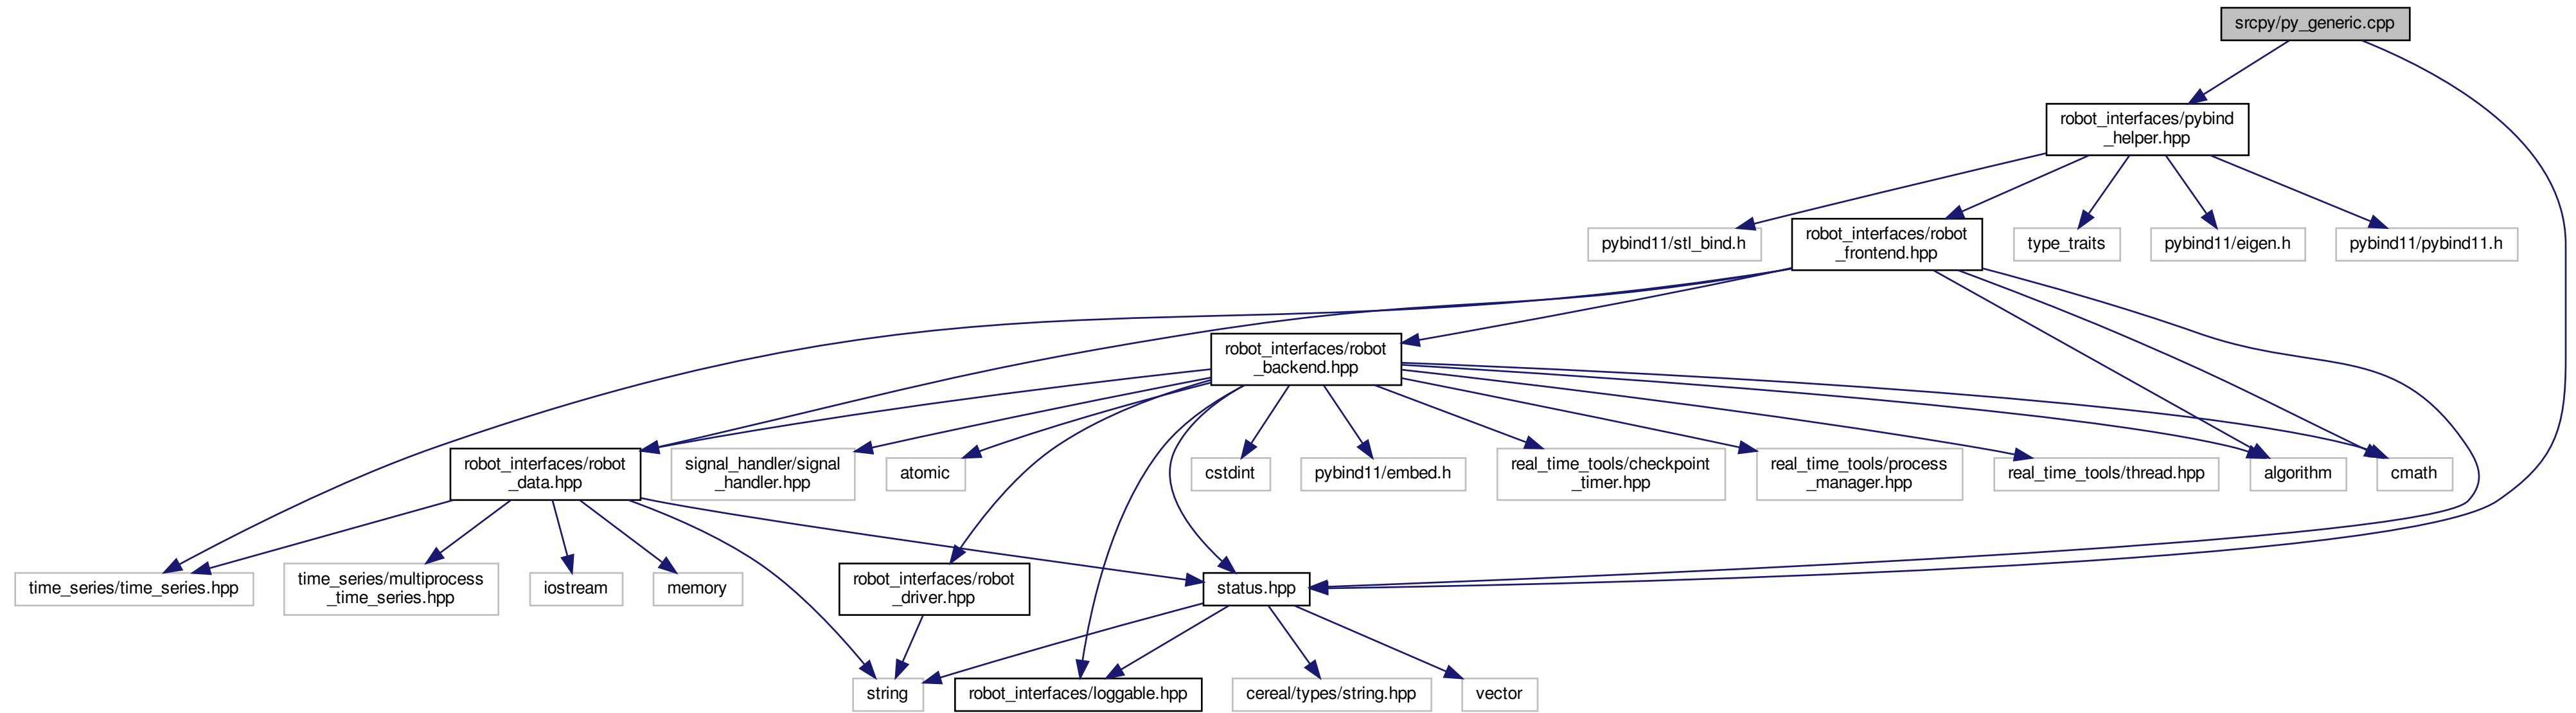 srcpy/py_generic.cpp
robot_interfaces/pybind
_helper.hpp
pybind11/stl_bind.h
robot_interfaces/robot
_frontend.hpp
type_traits
pybind11/eigen.h
pybind11/pybind11.h
robot_interfaces/robot
_backend.hpp
robot_interfaces/robot
_data.hpp
signal_handler/signal
_handler.hpp
atomic
cstdint
pybind11/embed.h
real_time_tools/checkpoint
_timer.hpp
real_time_tools/process
_manager.hpp
real_time_tools/thread.hpp
algorithm
cmath
time_series/time_series.hpp
time_series/multiprocess
_time_series.hpp
iostream
memory
robot_interfaces/robot
_driver.hpp
status.hpp
string
robot_interfaces/loggable.hpp
cereal/types/string.hpp
vector